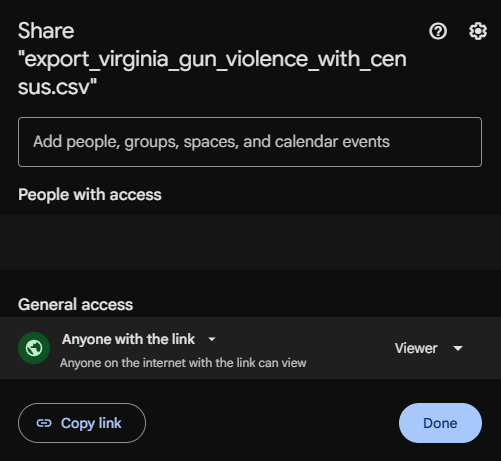 Share
"export_virginia_gun_violence_with_cen
sus.csv"
Add people, groups, spaces, and calendar events
People with access
General access
Anyone with the link
Anyone on the internet with the link can view
Viewer
Copy link
Done